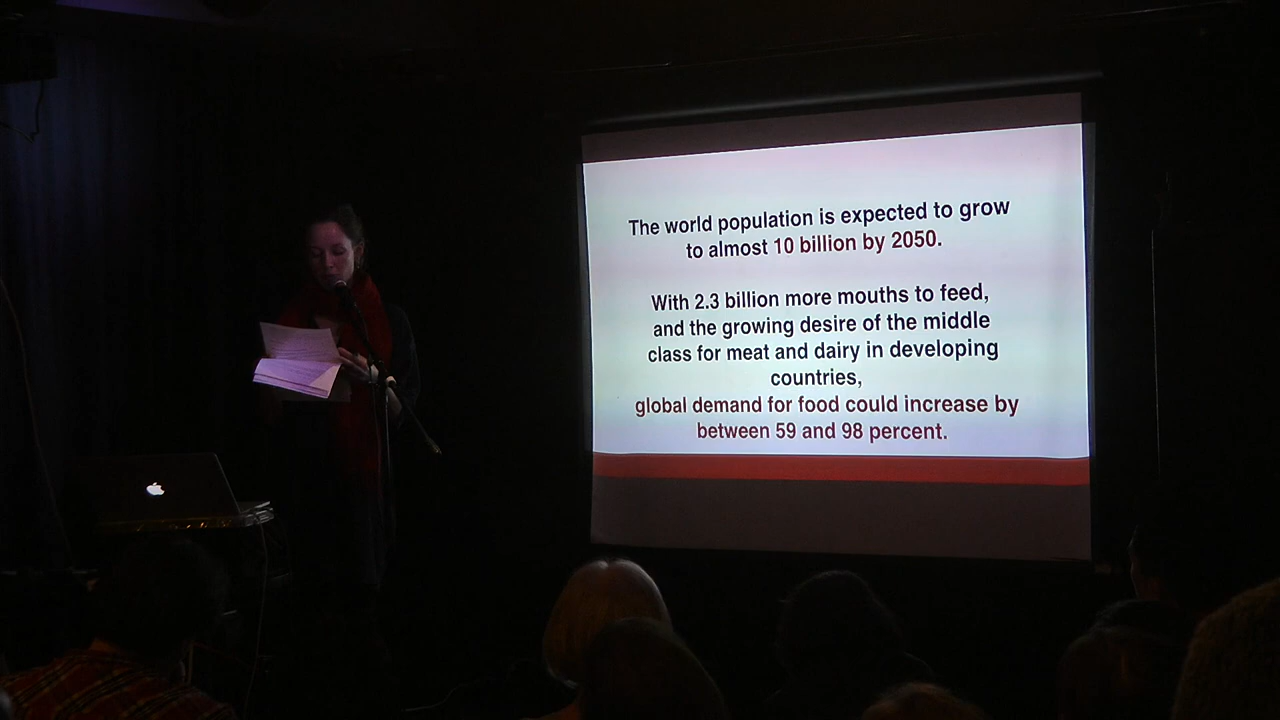 The world population is expected to grow
to almost 10 billion by 2050.
With 2.3 billion more mouths to feed,
and the growing desire of the middle
class for meat and dairy in developing
countries,
global demand for food could increase by
between 59 and 98 percent.